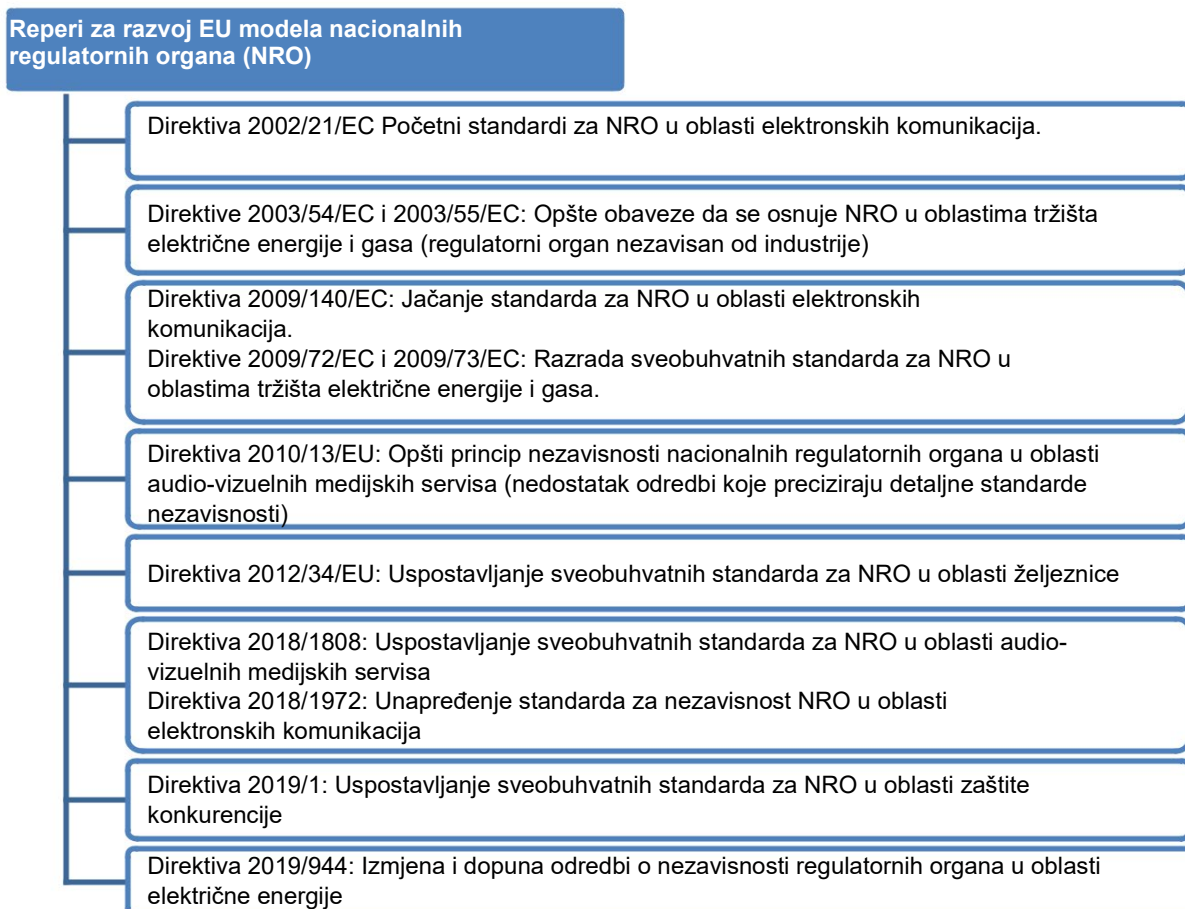 Reperi za razvoj EU modela nacionalnih
regulatornih organa (NRO)
Direktiva 2002/21/EC Početni standardi za NRO u oblasti elektronskih komunikacija.
Direktive 2003/54/EC i 2003/55/EC: Opšte obaveze da se osnuje NRO u oblastima tržišta
električne energije i gasa (regulatorni organ nezavisan od industrije)
Direktiva 2009/140/EC: Jačanje standarda za NRO u oblasti elektronskih
komunikacija.
Direktive 2009/72/EC i 2009/73/EC: Razrada sveobuhvatnih standarda za NRO u
oblastima tržišta električne energije i gasa.
Direktiva 2010/13/EU: Opšti princip nezavisnosti nacionalnih regulatornih organa u oblasti
audio-vizuelnih medijskih servisa (nedostatak odredbi koje preciziraju detaljne standarde
nezavisnosti)
Direktiva 2012/34/EU: Uspostavljanje sveobuhvatnih standarda za NRO u oblasti željeznice
Direktiva 2018/1808: Uspostavljanje sveobuhvatnih standarda za NRO u oblasti audio-
vizuelnih medijskih servisa
Direktiva 2018/1972: Unapređenje standarda za nezavisnost NRO u oblasti
elektronskih komunikacija
Direktiva 2019/1: Uspostavljanje sveobuhvatnih standarda za NRO u oblasti zaštite
konkurencije
Direktiva 2019/944: Izmjena i dopuna odredbi o nezavisnosti regulatornih organa u oblasti
električne energije